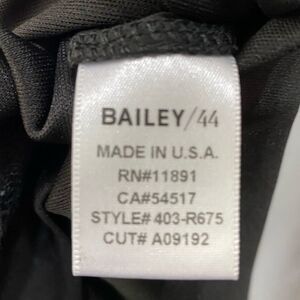 BAILEY/44
MADE IN U.S.A.
RN#11891
CA#54517
STYLE# 403-R675
CUT# A09192